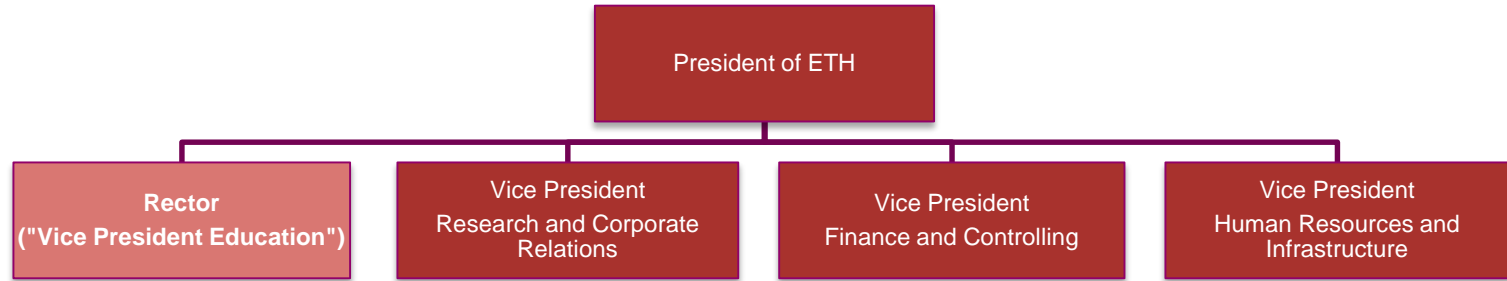 President of ETH
Rector
("Vice President Education")
Vice President
Research and Corporate
Relations
Vice President
Finance and Controlling
Vice President
Human Resources and
Infrastructure